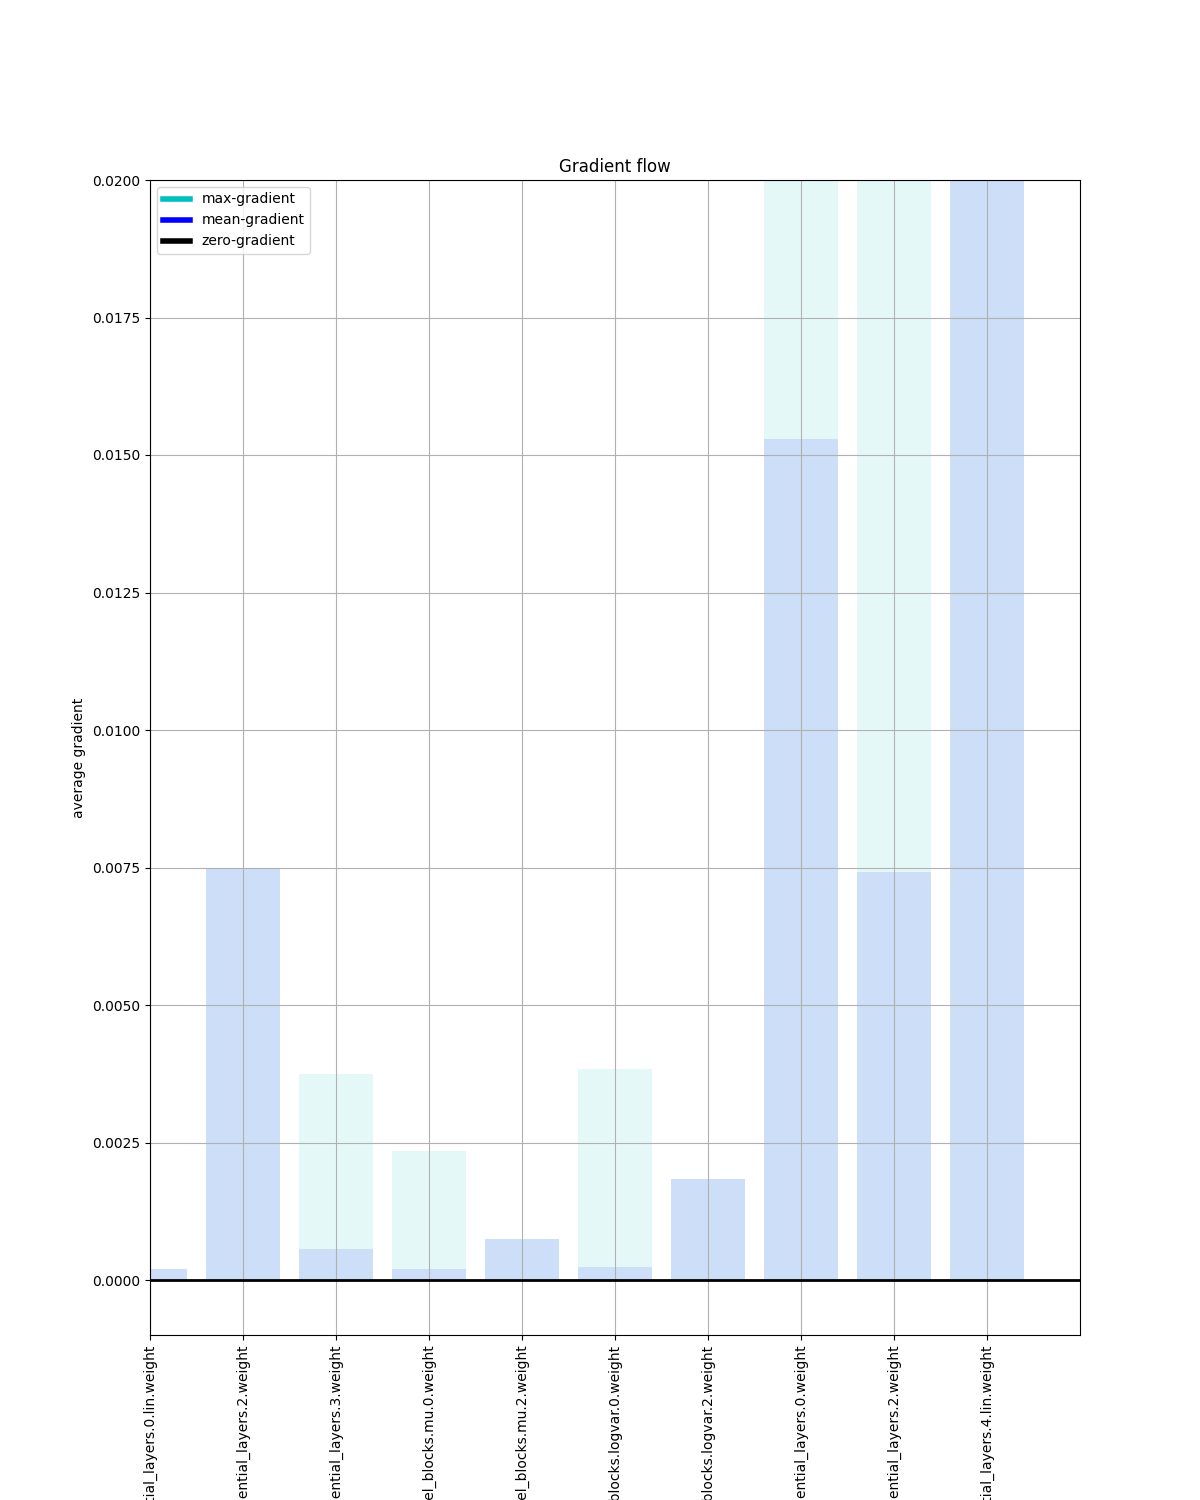 Gradient flow
max-gradient
mean-gradient
zero-gradient
0.0200
0.0175
0.0150
0.0125
0.0100
0.0075
0.0050
0.0025
0.0000
average gradient
tial_layers.0.lin.weight
ential_layers.2.weight
ential_layers.3.weight
el_blocks.mu.0.weight
el_blocks.mu.2.weight
blocks.logvar.0.weight
blocks.logvar.2.weight
ential_layers.0.weight
ential_layers.2.weight
tial_layers.4.lin.weight